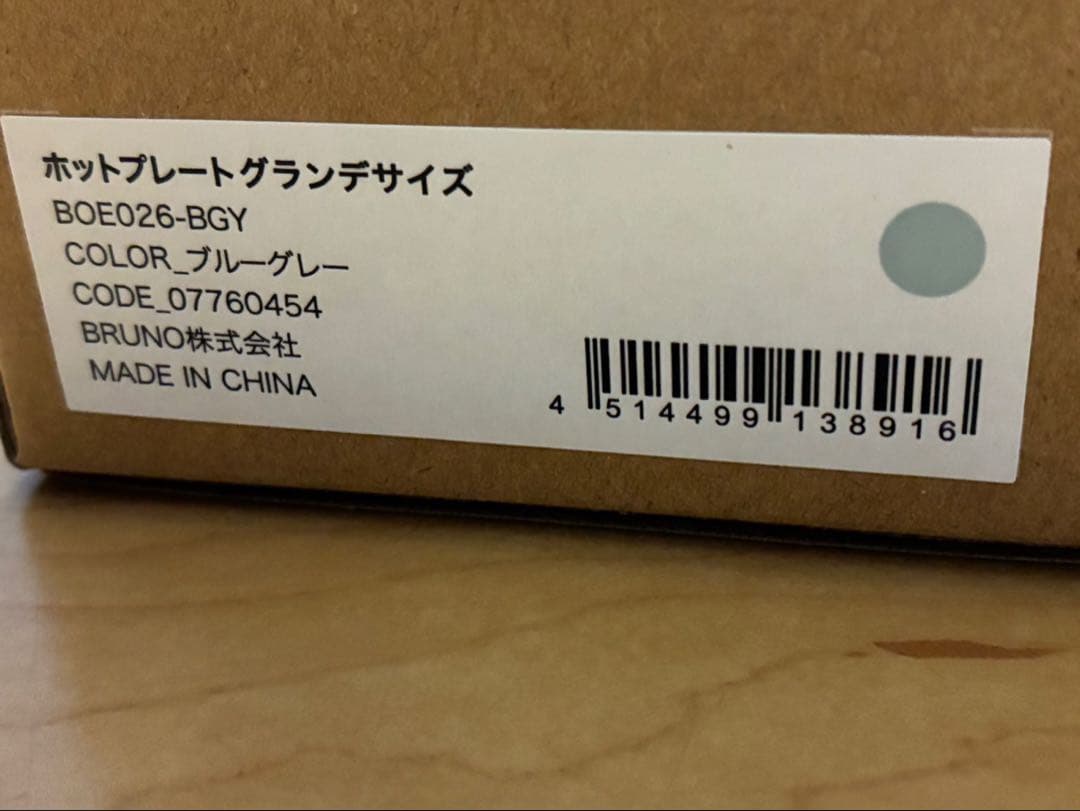 ホットプレートグランデサイズ
BOE026-BGY
COLOR_ブルーグレー
CODE_07760454
BRUNO株式会社
MADE IN CHINA
4 514499 138916